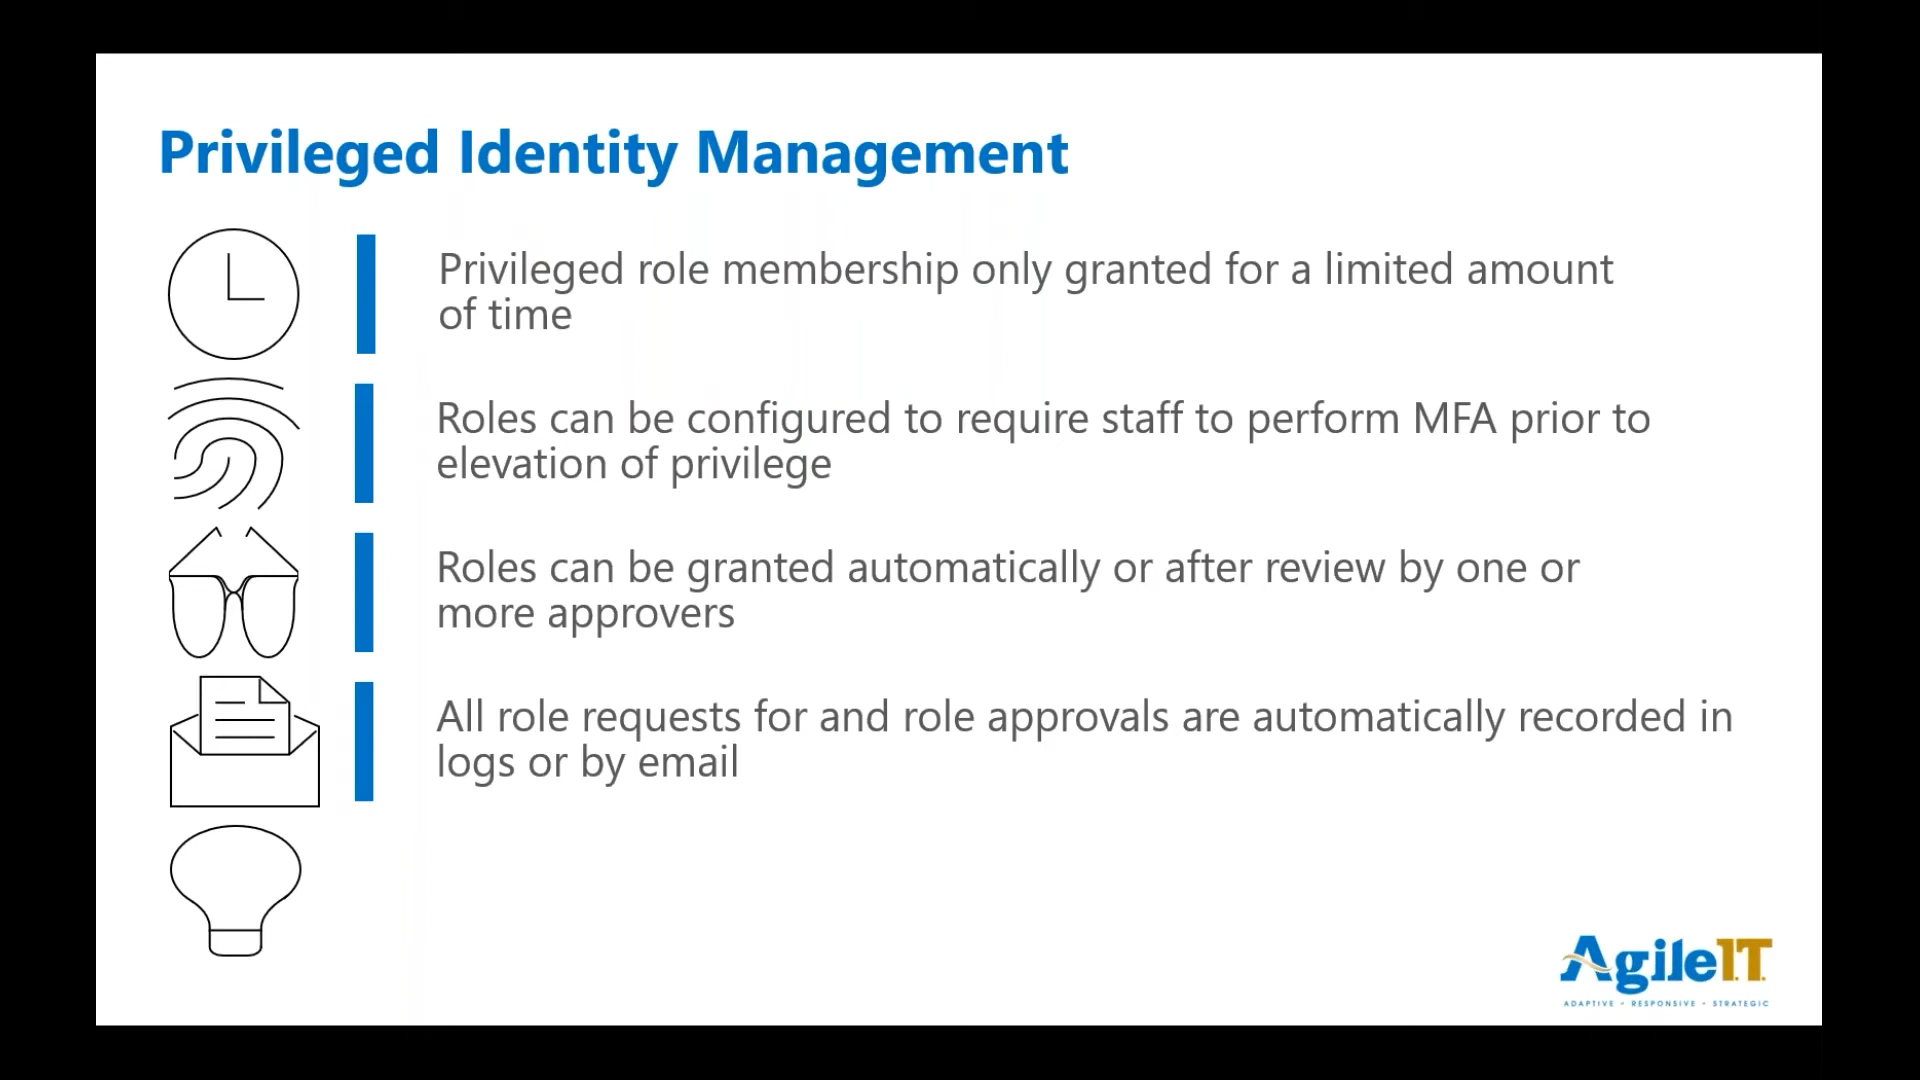 Privileged Identity Management
Privileged role membership only granted for a limited amount
of time
Roles can be configured to require staff to perform MFA prior to
elevation of privilege
Roles can be granted automatically or after review by one or
more approvers
All role requests for and role approvals are automatically recorded in
logs or by email
AgileI.T.
ADAPTIVE - RESPONSIVE - STRATEGIC